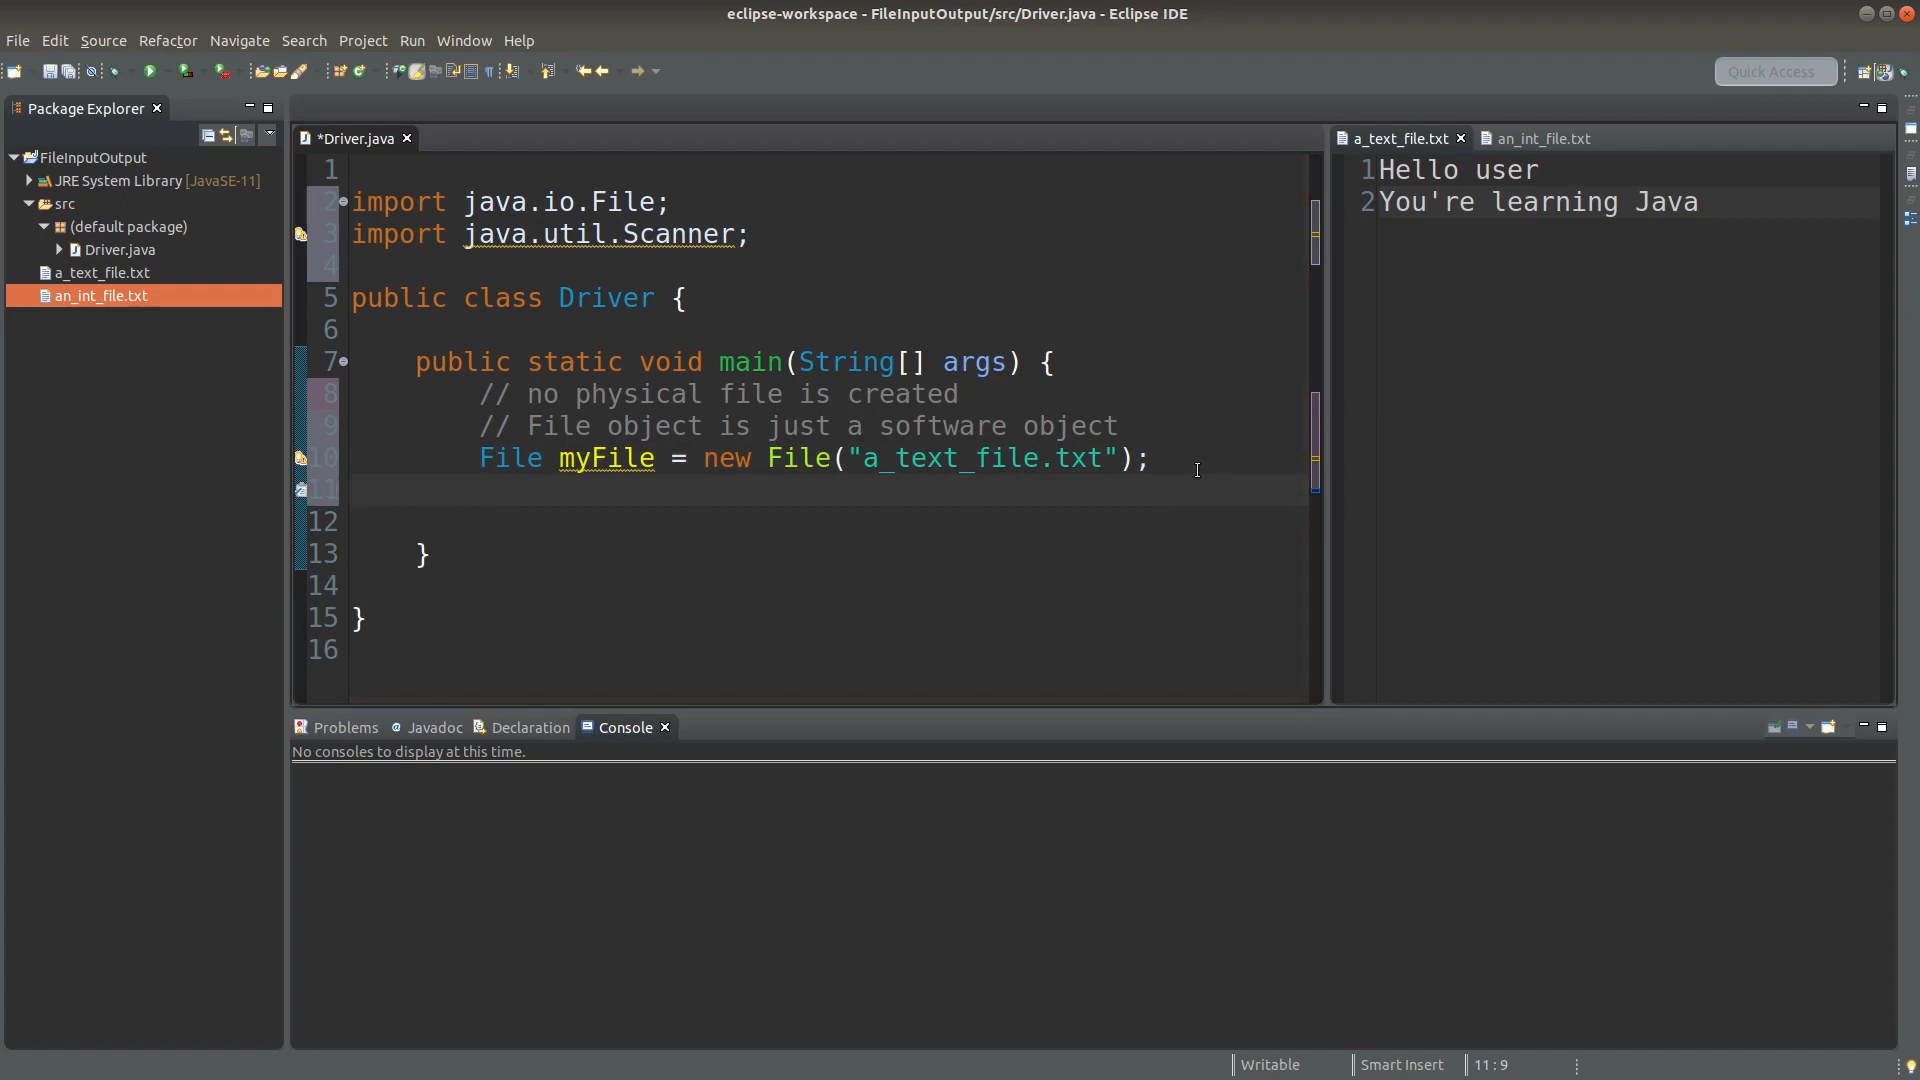 eclipse-workspace - FileInputOutput/src/Driver.java - Eclipse IDE
File Edit Source Refactor Navigate Search Project Run Window Help
Quick Access
Package Explorer
FileInputOutput
JRE System Library [JavaSE-11]
src
(default package)
Driver.java
a_text_file.txt
an_int_file.txt
*Driver.java
1
2 import java.io.File;
3 import java.util.Scanner;
4
5 public class Driver {
6
7 public static void main(String[] args) {
8 // no physical file is created
9 // File object is just a software object
10 File myFile = new File("a_text_file.txt");
11
12
13 }
14
15 }
16
a_text_file.txt an_int_file.txt
1 Hello user
2 You're learning Java
Problems Javadoc Declaration Console
No consoles to display at this time.
Writable Smart Insert 11 : 9